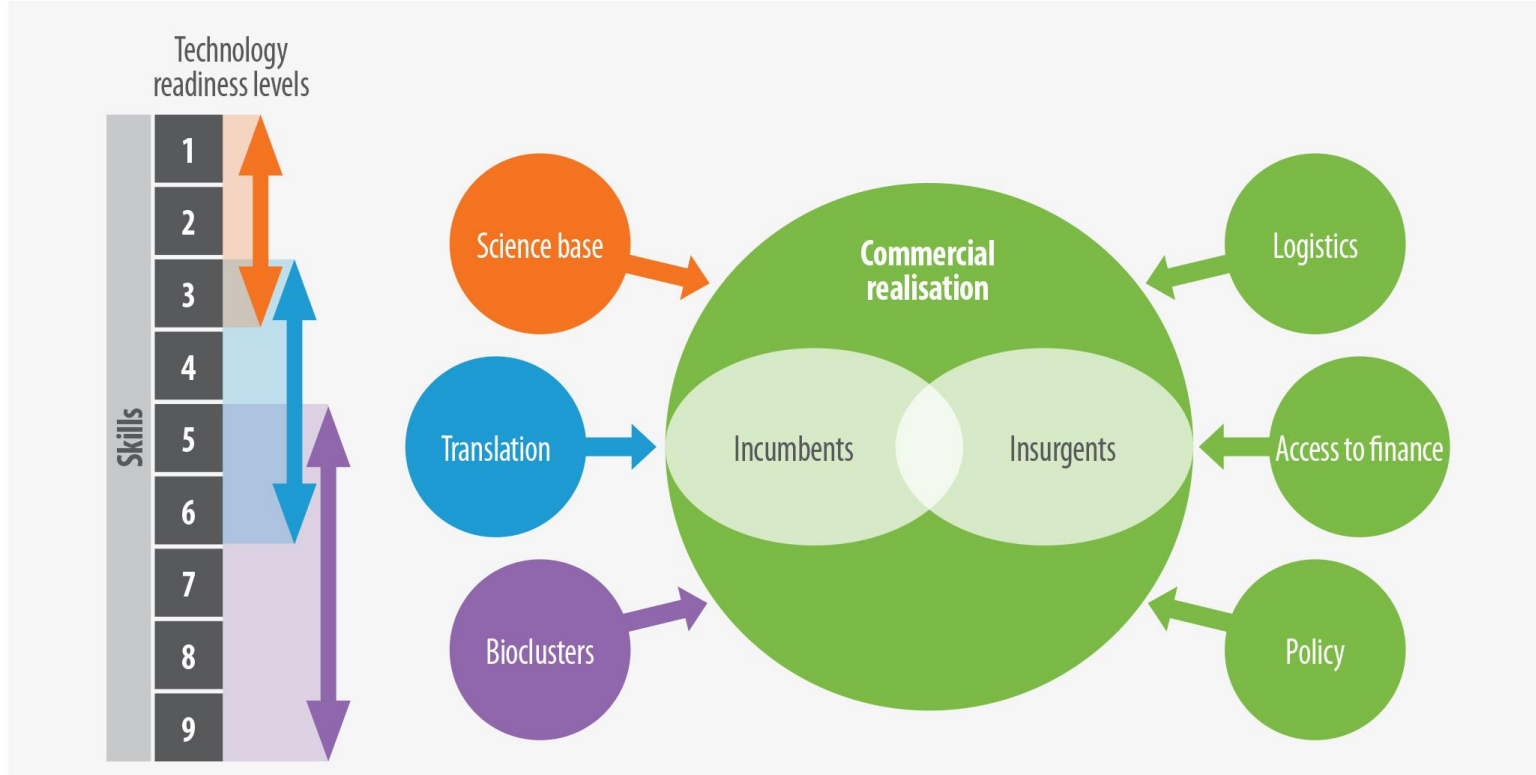 Technology
readiness levels
Skills
1
2
3
4
5
6
7
8
9
Science base
Translation
Bioclusters
Commercial
realisation
Incumbents
Insurgents
Logistics
Access to finance
Policy